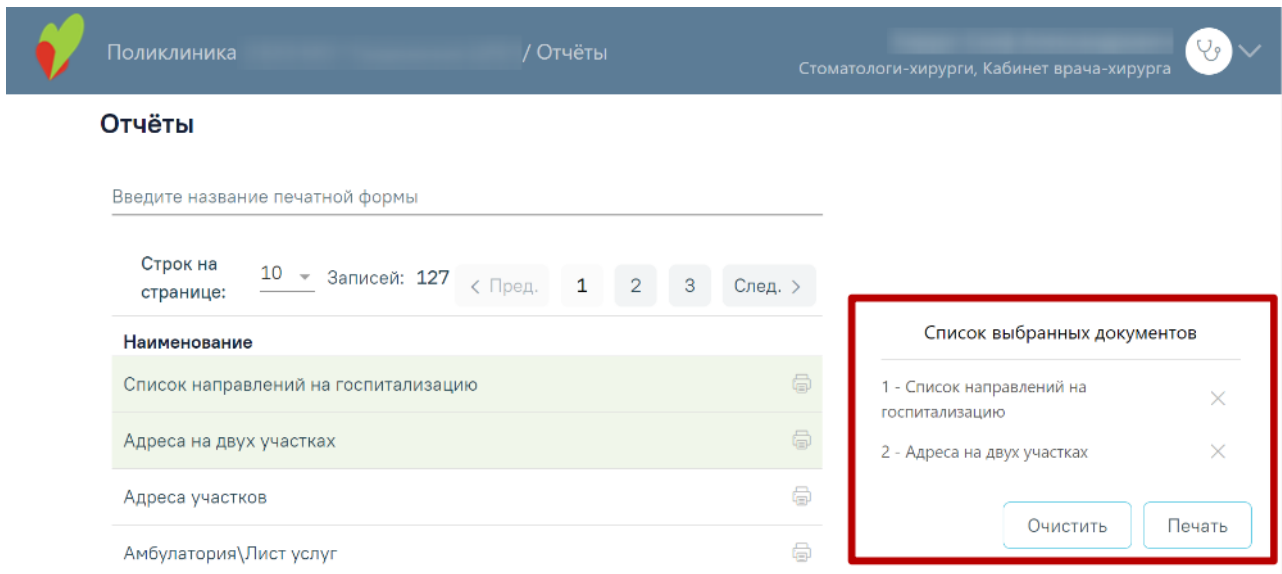 Поликлиника / Отчёты
Стоматологи-хирурги, Кабинет врача-хирурга
Отчёты
Введите название печатной формы
Строк на
странице:
10 Записей: 127 Пред. 1 2 3 След.
Наименование
Список направлений на госпитализацию
Адреса на двух участках
Адреса участков
Амбулатория\Лист услуг
Список выбранных документов
1 - Список направлений на
госпитализацию
2 - Адреса на двух участках
Очистить Печать